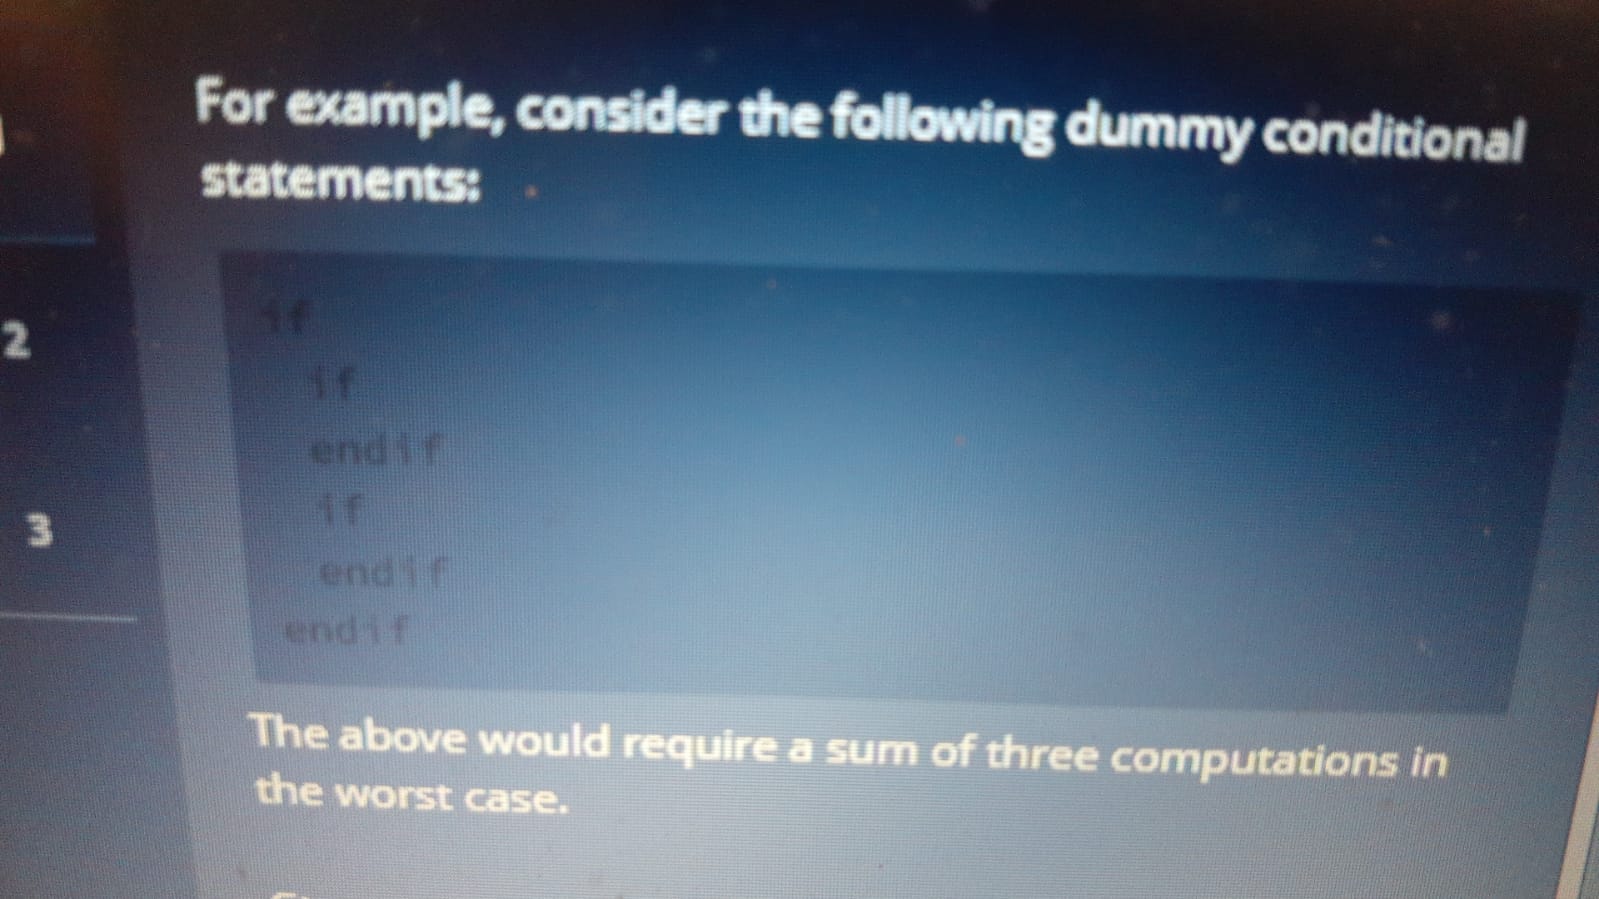 For example, consider the following dummy conditional
statements:
if
if
endif
2
if
3
endif
endif
The above would require a sum of three computations in
the worst case.